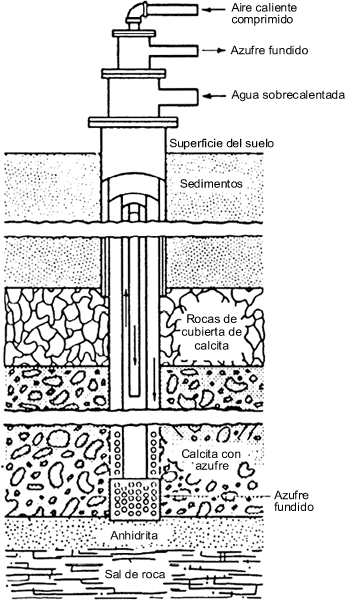 Aire caliente
comprimido
Azufre fundido
Agua sobrecalentada
Superficie del suelo
Sedimentos
Rocas de
cubierta de
calcita
Calcita con
azufre
Azufre
fundido
Anhidrita
Sal de roca